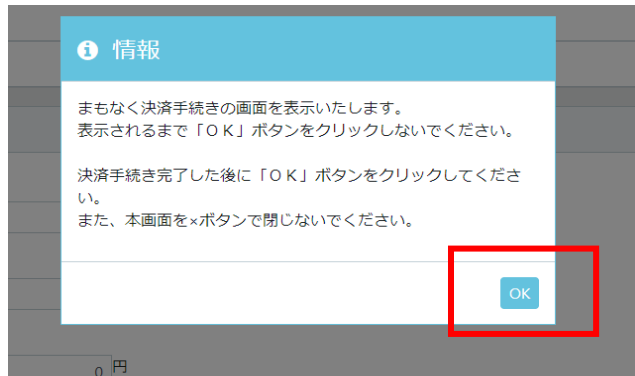 情報
まもなく決済手続きの画面を表示いたします。
表示されるまで「ＯＫ」ボタンをクリックしないでください。
決済手続き完了した後に「ＯＫ」ボタンをクリックしてくださ
い。
また、本画面を×ボタンで閉じないでください。
OK
0 円